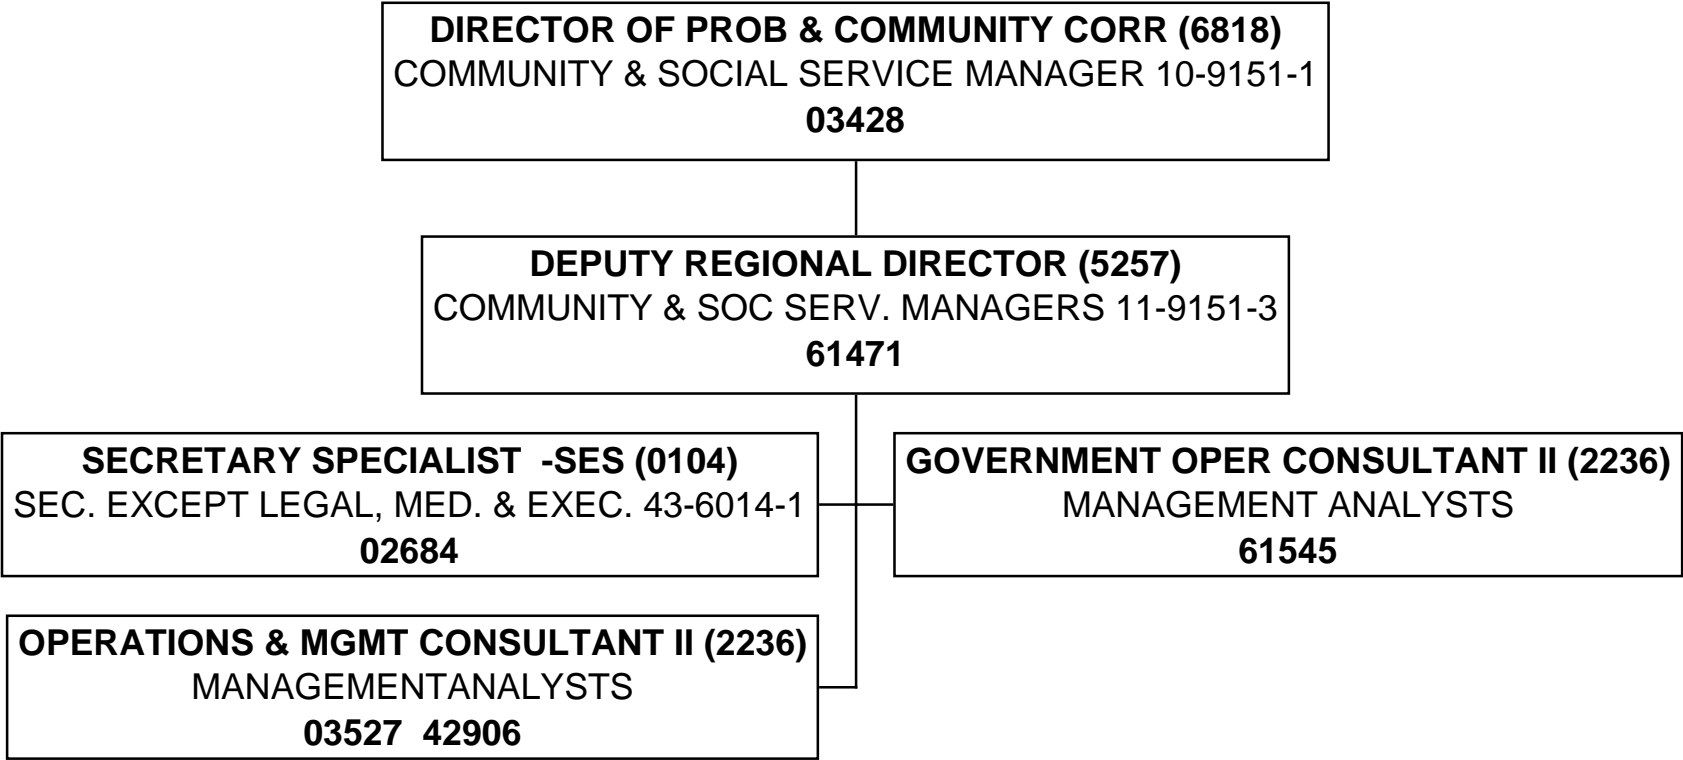 DIRECTOR OF PROB & COMMUNITY CORR (6818)
COMMUNITY & SOCIAL SERVICE MANAGER 10-9151-1
03428
DEPUTY REGIONAL DIRECTOR (5257)
COMMUNITY & SOC SERV. MANAGERS 11-9151-3
61471
SECRETARY SPECIALIST  -SES (0104)
SEC. EXCEPT LEGAL, MED. & EXEC. 43-6014-1
02684
GOVERNMENT OPER CONSULTANT II (2236)
MANAGEMENT ANALYSTS
61545
OPERATIONS & MGMT CONSULTANT II (2236)
MANAGEMENTANALYSTS
03527  42906